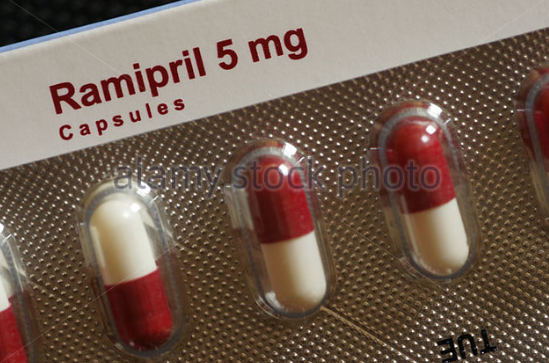 Ramipril 5 mg
Capsules
alamy stock photo
TUE